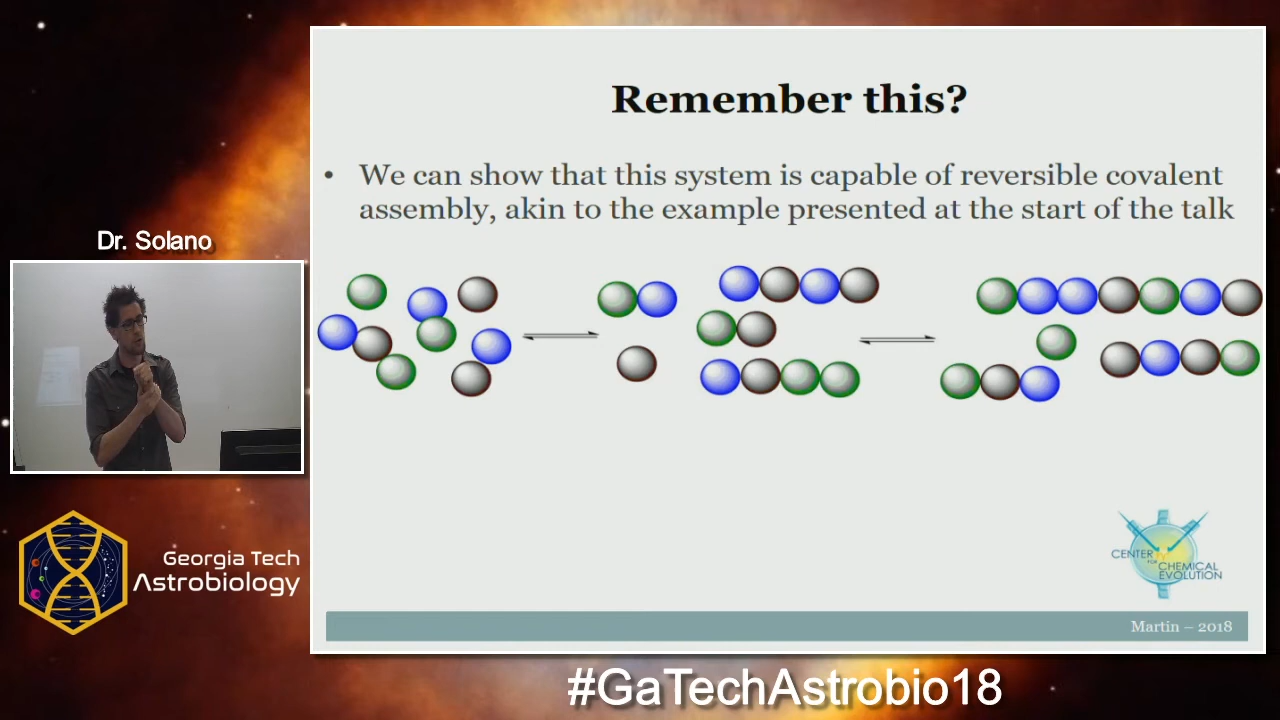 Remember this?
• We can show that this system is capable of reversible covalent
assembly, akin to the example presented at the start of the talk
Dr. Solano
Georgia Tech
Astrobiology
CENTER
FOR
CHEMICAL
EVOLUTION
Martin – 2018
#GaTechAstrobio18